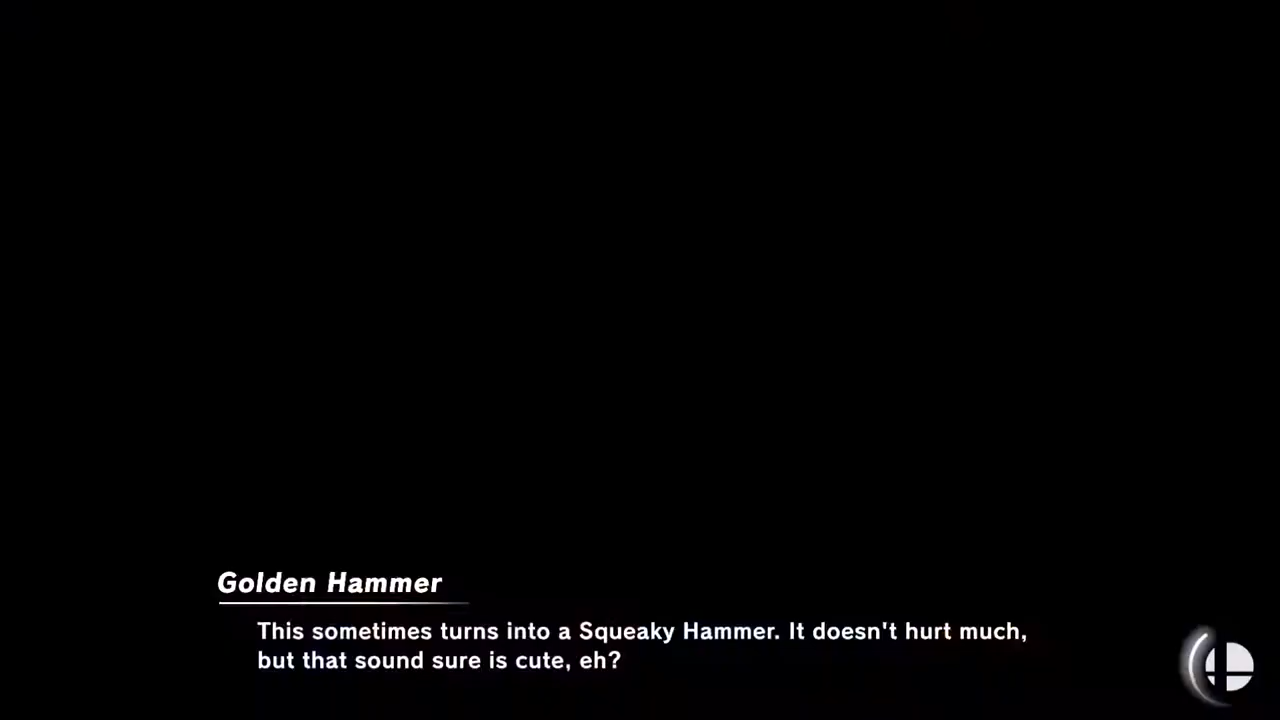 Golden Hammer
This sometimes turns into a Squeaky Hammer. It doesn't hurt much,
but that sound sure is cute, eh?